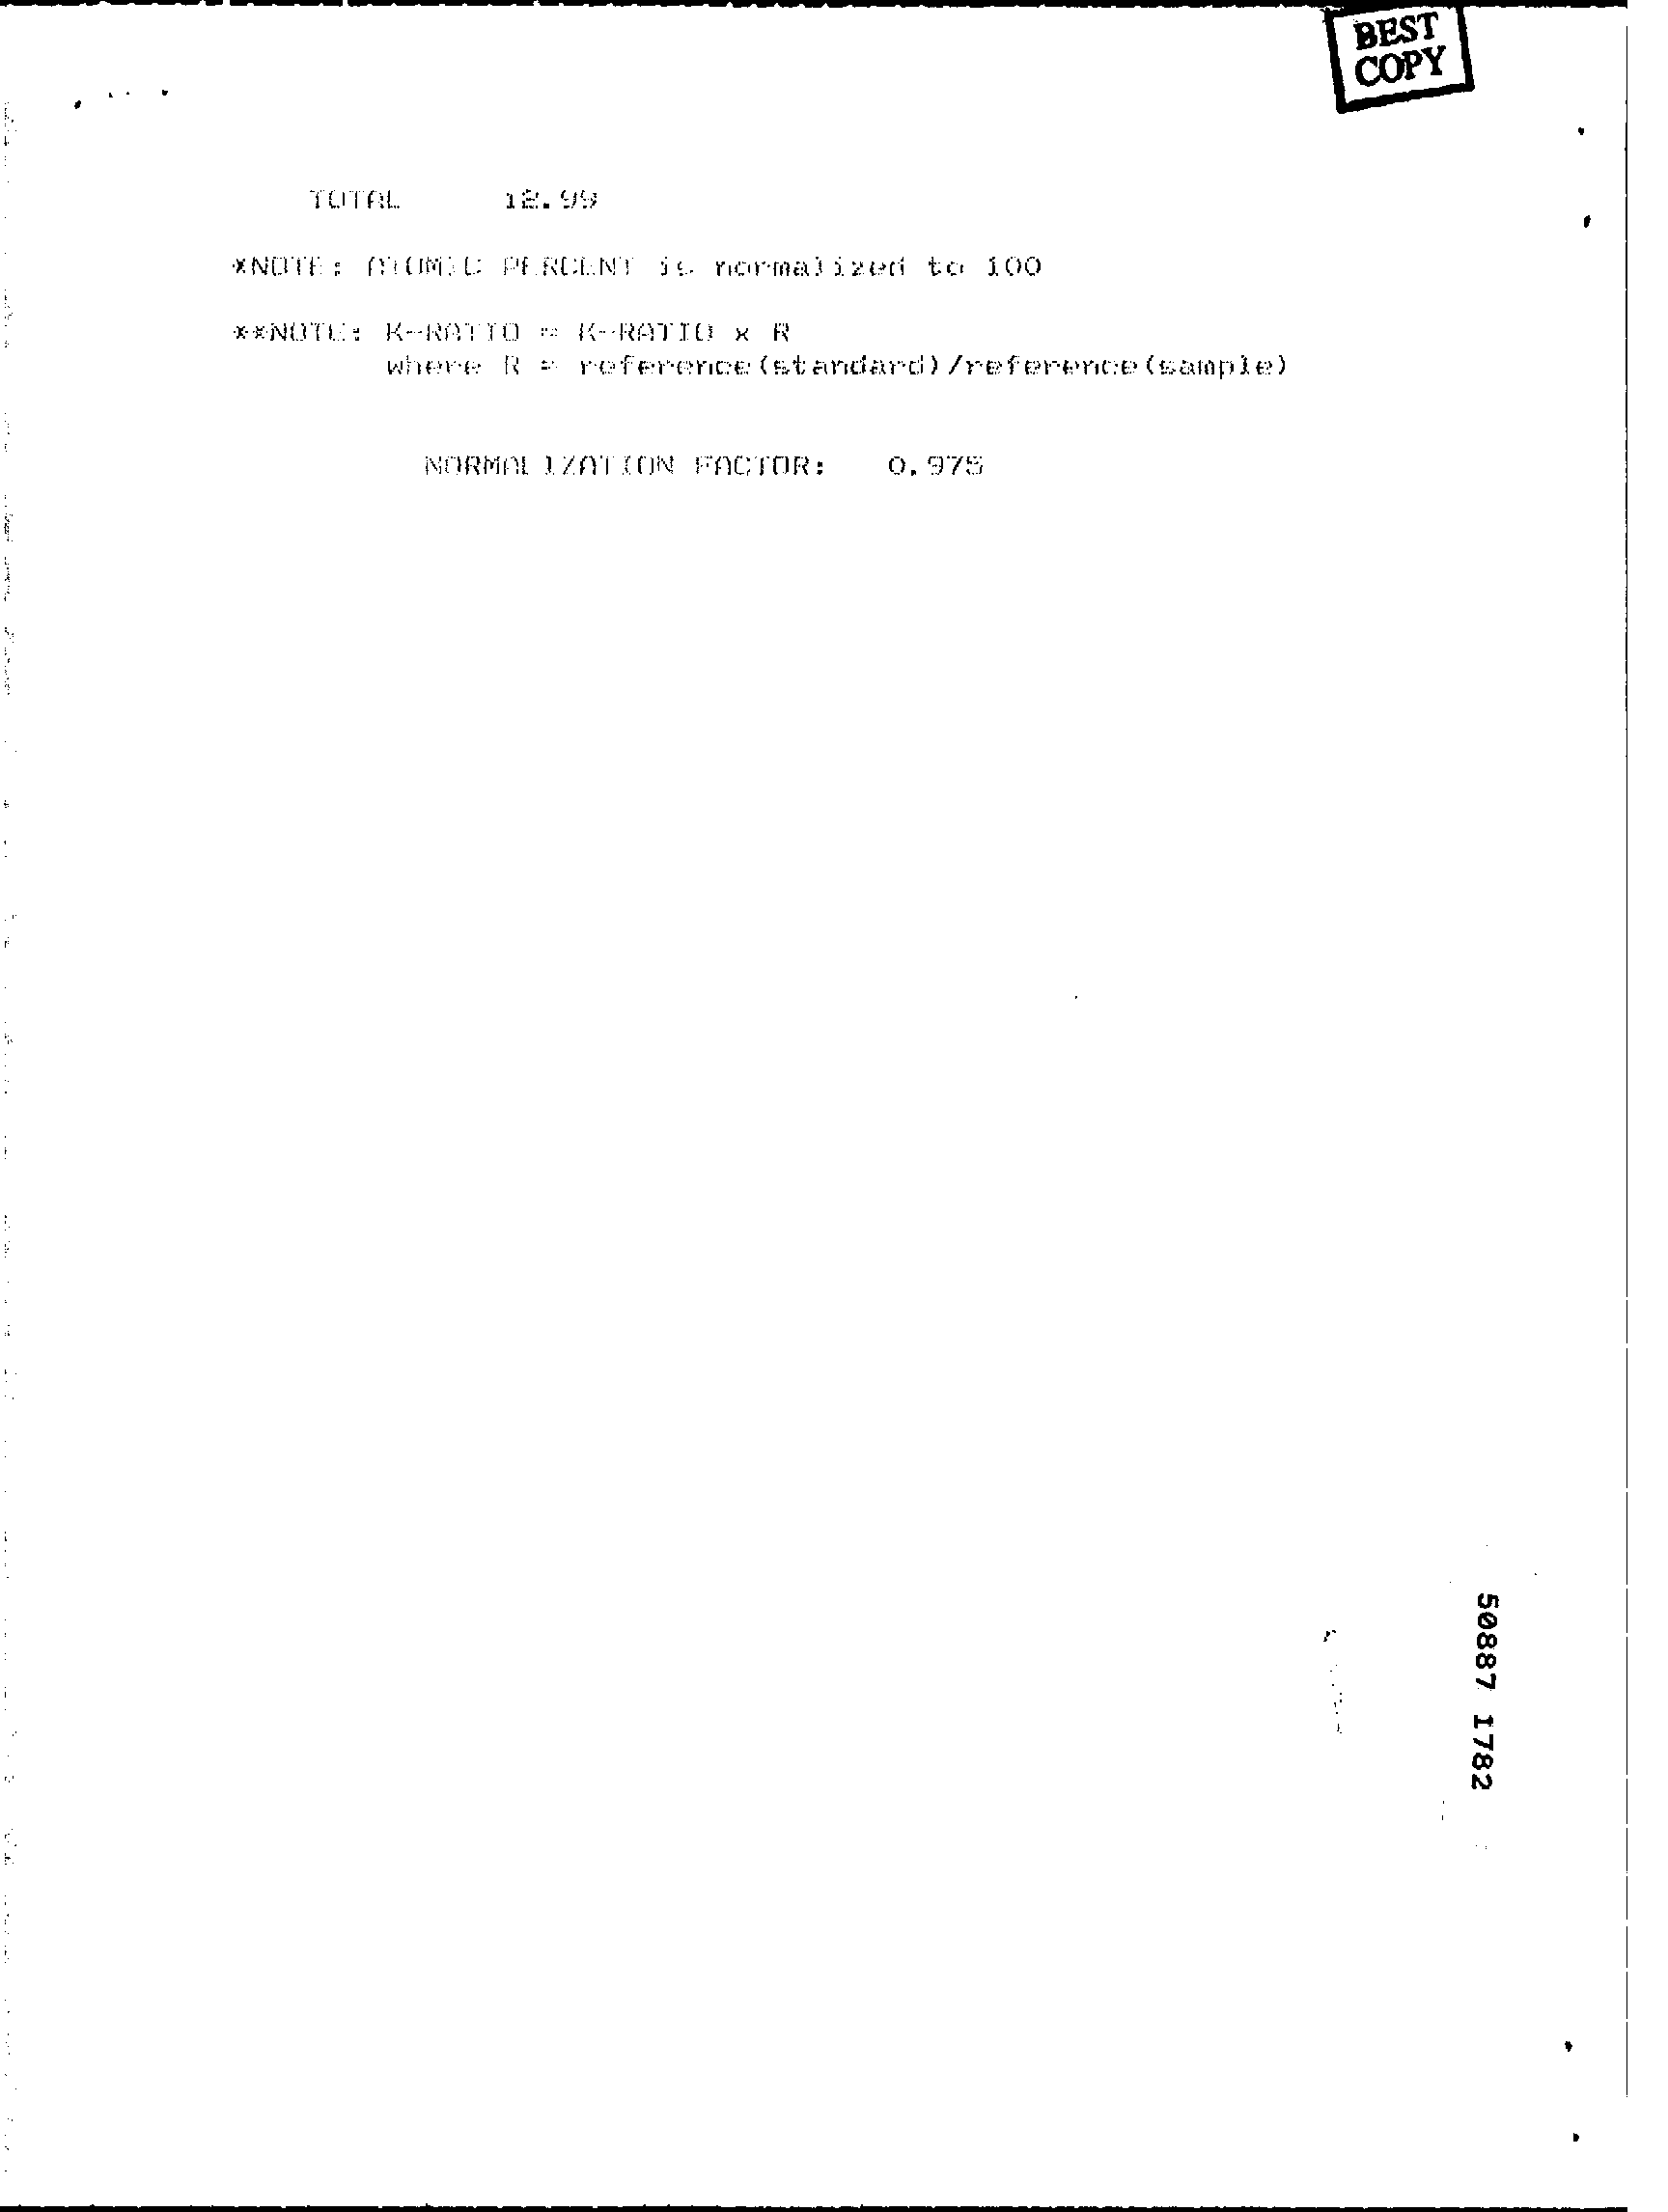 BEST
COPY
TOTAL 12.99
*NOTE: ATOMIC PERCENT is normalized to 100
**NOTE: K-RATIO = K-RATIO x R
where R = reference(standard)/reference(sample)
NORMALIZATION FACTOR: 0.975
50887 1782